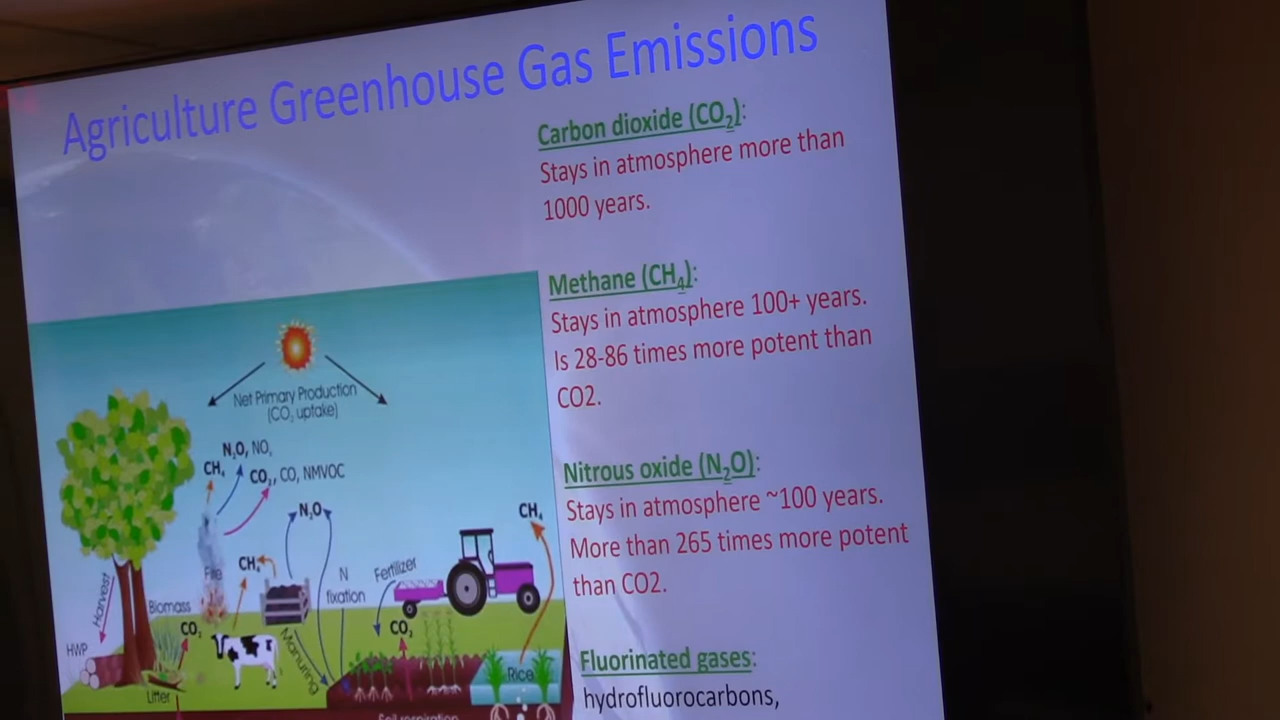 Agriculture Greenhouse Gas Emissions
Carbon dioxide (CO₂):
Stays in atmosphere more than
1000 years.
Methane (CH₄):
Stays in atmosphere 100+ years.
Is 28-86 times more potent than
CO2.
Nitrous oxide (N₂O):
Stays in atmosphere ~100 years.
More than 265 times more potent
than CO2.
Fluorinated gases:
hydrofluorocarbons,
Net Primary Production
(CO₂ uptake)
N₂O, NOₓ
CH₄
CO₂, CO, NMVOC
N₂O
CH₄
CH₄
Fire
N
fixation
Fertilizer
Harvest
Biomass
CO₂
CO₂
HWP
Manuring
Litter
Rice
Soil respiration